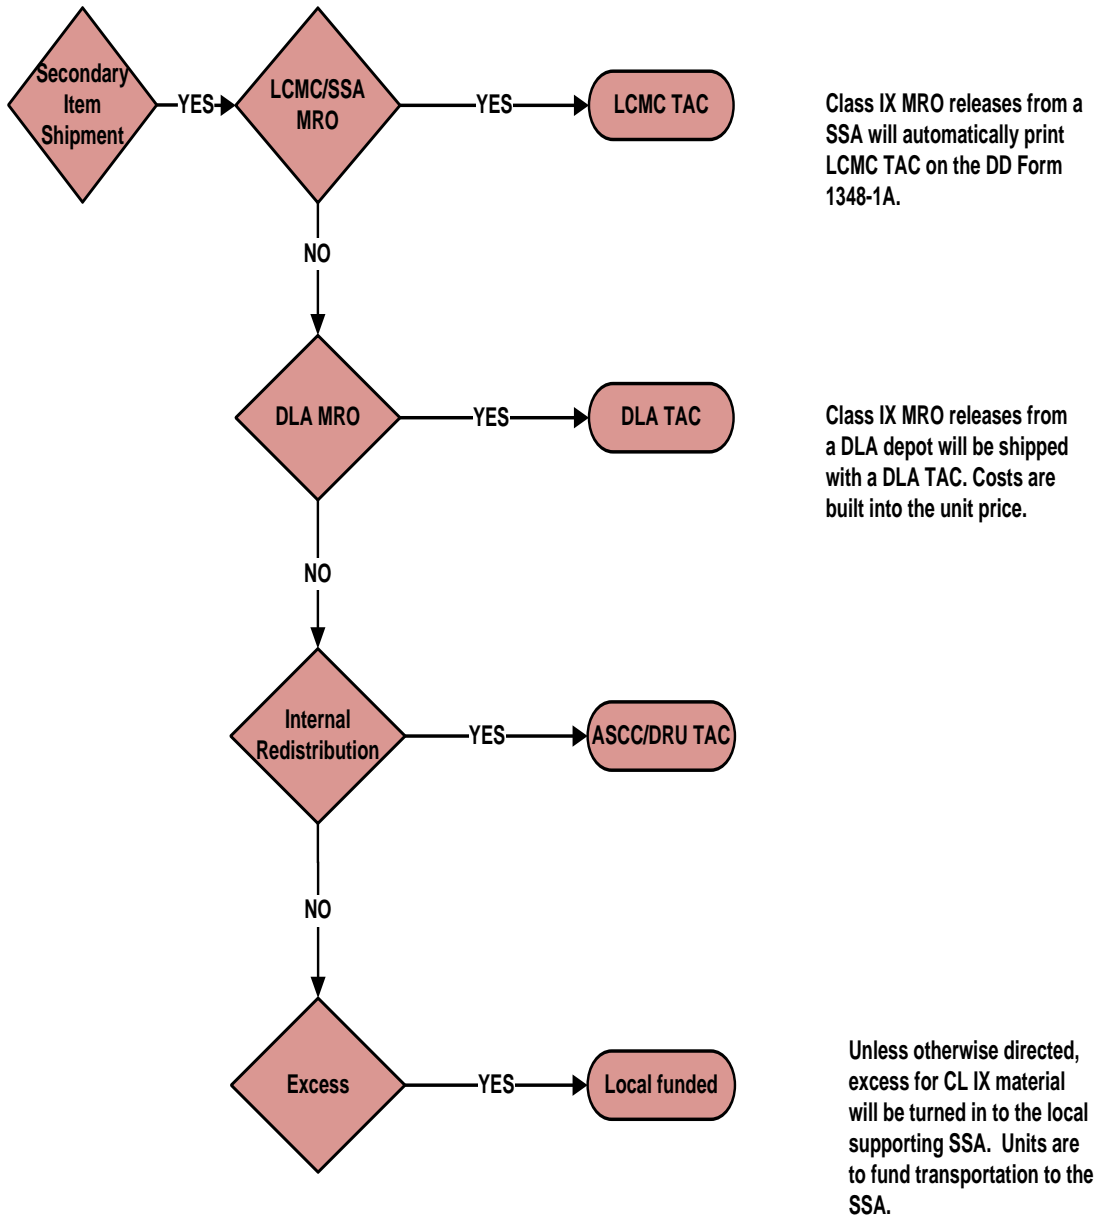 Secondary
Item
Shipment
YES
LCMC/SSA
MRO
YES
LCMC TAC
Class IX MRO releases from a
SSA will automatically print
LCMC TAC on the DD Form
1348-1A.
NO
DLA MRO
YES
DLA TAC
Class IX MRO releases from
a DLA depot will be shipped
with a DLA TAC. Costs are
built into the unit price.
NO
Internal
Redistribution
YES
ASCC/DRU TAC
NO
Excess
YES
Local funded
Unless otherwise directed,
excess for CL IX material
will be turned in to the local
supporting SSA.  Units are
to fund transportation to the
SSA.